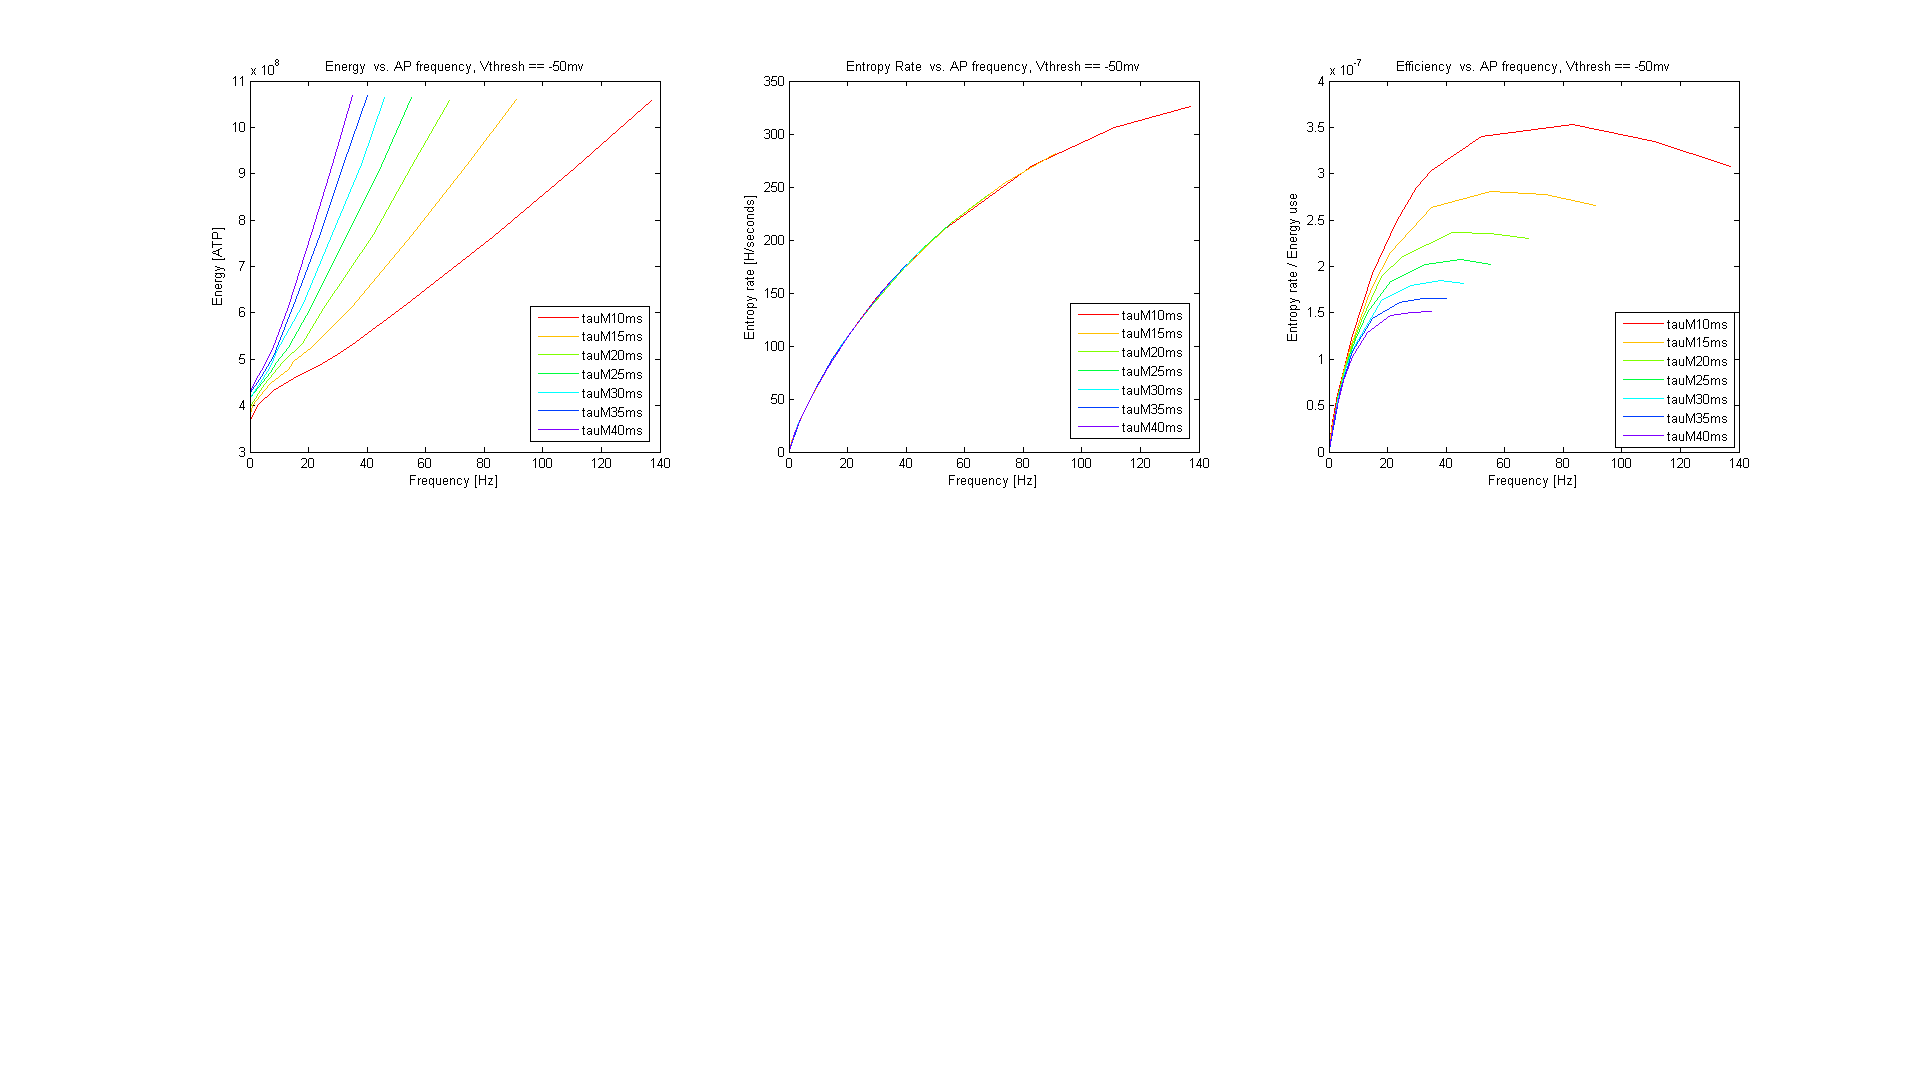 Energy  vs. AP frequency, Vthresh == -50mv
x 10^8
11
10
9
8
7
6
5
4
3
Energy [ATP]
0 20 40 60 80 100 120 140
Frequency [Hz]
tauM10ms
tauM15ms
tauM20ms
tauM25ms
tauM30ms
tauM35ms
tauM40ms
Entropy Rate  vs. AP frequency, Vthresh == -50mv
350
300
250
200
150
100
50
0
Entropy rate [H/seconds]
0 20 40 60 80 100 120 140
Frequency [Hz]
tauM10ms
tauM15ms
tauM20ms
tauM25ms
tauM30ms
tauM35ms
tauM40ms
Efficiency  vs. AP frequency, Vthresh == -50mv
x 10^-7
4
3.5
3
2.5
2
1.5
1
0.5
0
Entropy rate / Energy use
0 20 40 60 80 100 120 140
Frequency [Hz]
tauM10ms
tauM15ms
tauM20ms
tauM25ms
tauM30ms
tauM35ms
tauM40ms